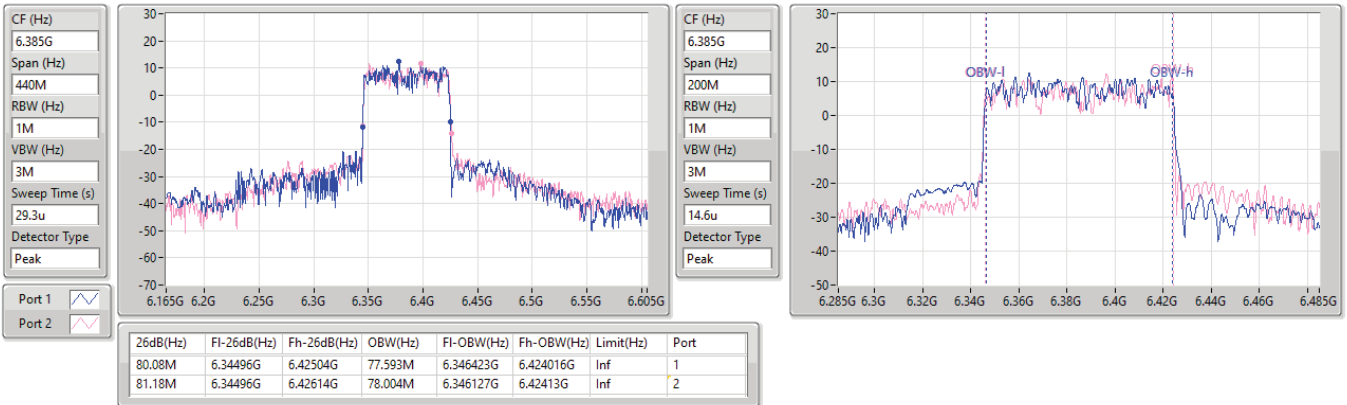 CF (Hz)
6.385G
Span (Hz)
440M
RBW (Hz)
1M
VBW (Hz)
3M
Sweep Time (s)
29.3u
Detector Type
Peak
Port 1
Port 2
30
20
10
0
-10
-20
-30
-40
-50
-60
-70
6.165G 6.2G 6.25G 6.3G 6.35G 6.4G 6.45G 6.5G 6.55G 6.605G
CF (Hz)
6.385G
Span (Hz)
200M
RBW (Hz)
1M
VBW (Hz)
3M
Sweep Time (s)
14.6u
Detector Type
Peak
30
20
10
0
-10
-20
-30
-40
-50
OBW-l OBW-h
6.285G 6.3G 6.32G 6.34G 6.36G 6.38G 6.4G 6.42G 6.44G 6.46G 6.485G
26dB(Hz) Fl-26dB(Hz) Fh-26dB(Hz) OBW(Hz) Fl-OBW(Hz) Fh-OBW(Hz) Limit(Hz) Port
80.08M 6.34496G 6.42504G 77.593M 6.346423G 6.424016G Inf 1
81.18M 6.34496G 6.42614G 78.004M 6.346127G 6.42413G Inf 2